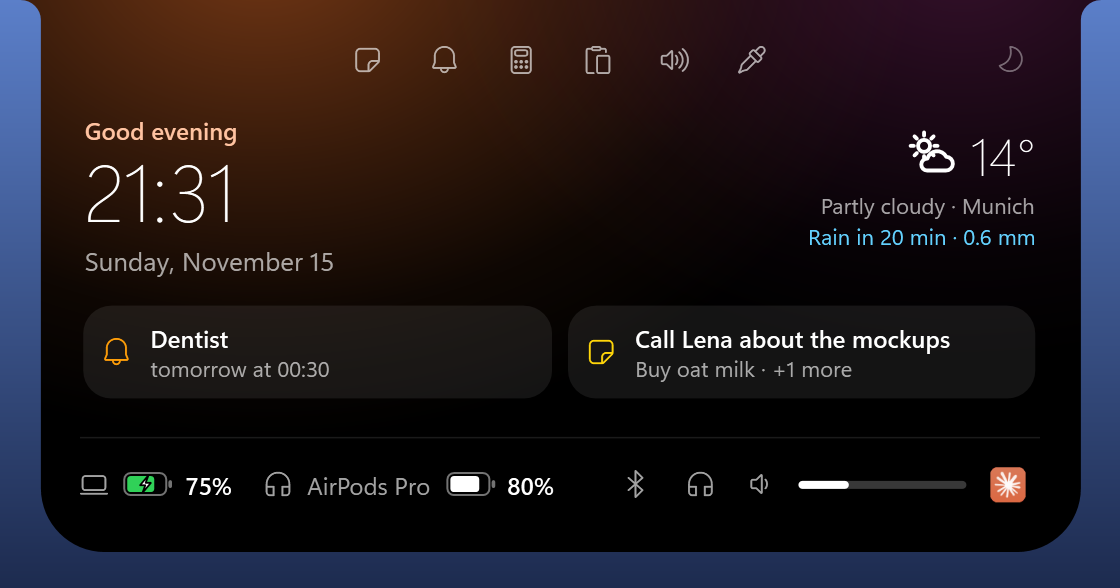 Good evening
21:31
Sunday, November 15
14°
Partly cloudy · Munich
Rain in 20 min · 0.6 mm
Dentist
tomorrow at 00:30
Call Lena about the mockups
Buy oat milk · +1 more
75%
AirPods Pro
80%